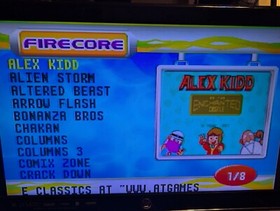 FIRECORE
ALEX KIDD
ALIEN STORM
ALTERED BEAST
ARROW FLASH
BONANZA BROS
CHAKAN
COLUMNS
COLUMNS 3
COMIX ZONE
CRACK DOWN
ALEX KIDD
ENCHANTED
1/8
E CLASSICS AT "WWW.ATGAMES